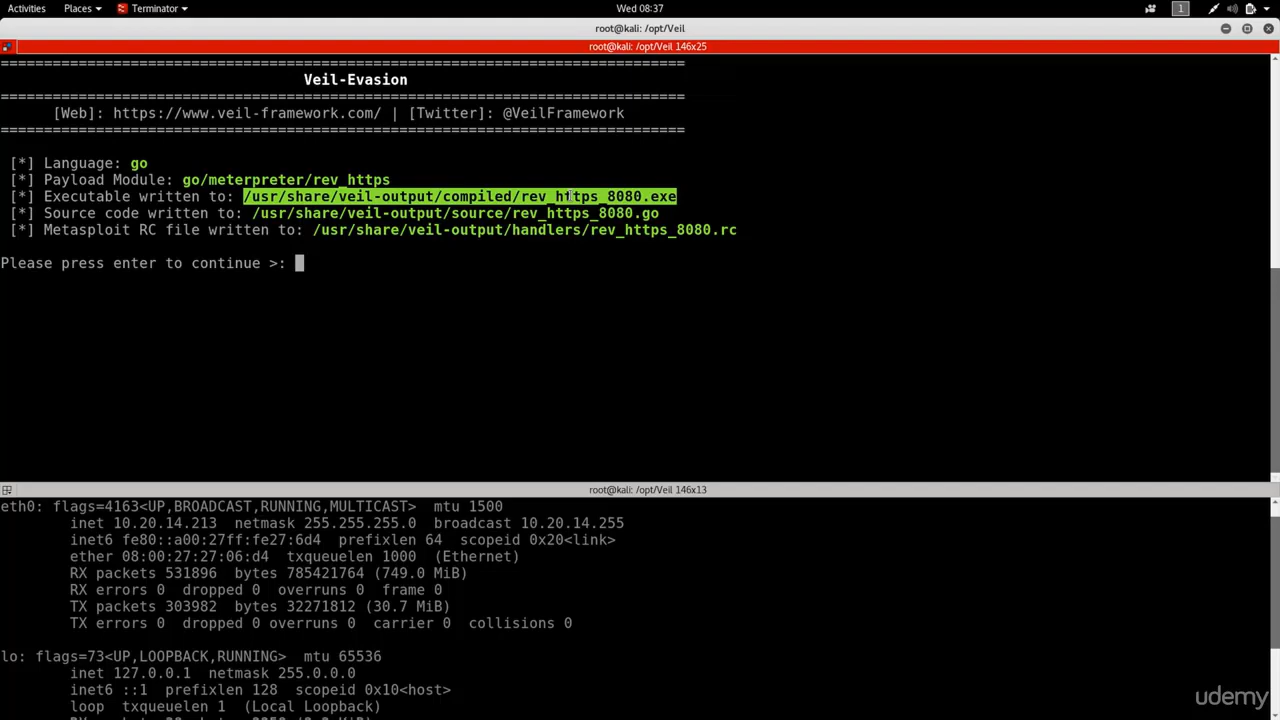 Activities Places Terminator Wed 08:37 1
root@kali: /opt/Veil
root@kali: /opt/Veil 146x25
================================================================================
Veil-Evasion
================================================================================
[Web]: https://www.veil-framework.com/ | [Twitter]: @VeilFramework
================================================================================
[*] Language: go
[*] Payload Module: go/meterpreter/rev_https
[*] Executable written to: /usr/share/veil-output/compiled/rev_https_8080.exe
[*] Source code written to: /usr/share/veil-output/source/rev_https_8080.go
[*] Metasploit RC file written to: /usr/share/veil-output/handlers/rev_https_8080.rc
Please press enter to continue >:
root@kali: /opt/Veil 146x13
eth0: flags=4163<UP,BROADCAST,RUNNING,MULTICAST> mtu 1500
inet 10.20.14.213 netmask 255.255.255.0 broadcast 10.20.14.255
inet6 fe80::a00:27ff:fe27:6d4 prefixlen 64 scopeid 0x20<link>
ether 08:00:27:27:06:d4 txqueuelen 1000 (Ethernet)
RX packets 531896 bytes 785421764 (749.0 MiB)
RX errors 0 dropped 0 overruns 0 frame 0
TX packets 303982 bytes 32271812 (30.7 MiB)
TX errors 0 dropped 0 overruns 0 carrier 0 collisions 0
lo: flags=73<UP,LOOPBACK,RUNNING> mtu 65536
inet 127.0.0.1 netmask 255.0.0.0
inet6 ::1 prefixlen 128 scopeid 0x10<host>
loop txqueuelen 1 (Local Loopback)
udemy